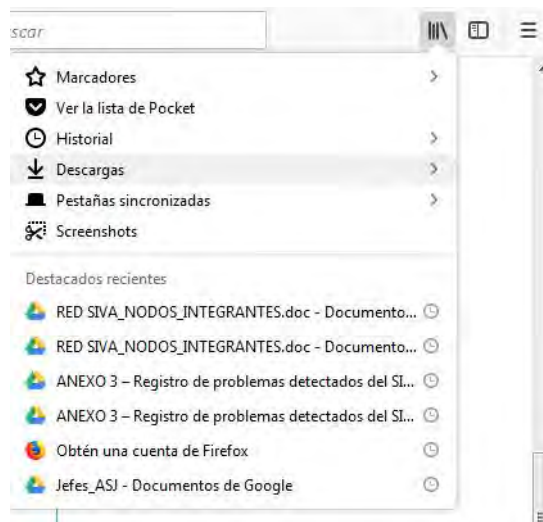 scar
Marcadores
Ver la lista de Pocket
Historial
Descargas
Pestañas sincronizadas
Screenshots
Destacados recientes
RED SIVA_NODOS_INTEGRANTES.doc - Documento...
RED SIVA_NODOS_INTEGRANTES.doc - Documento...
ANEXO 3 – Registro de problemas detectados del SI...
ANEXO 3 – Registro de problemas detectados del SI...
Obtén una cuenta de Firefox
Jefes_ASJ - Documentos de Google